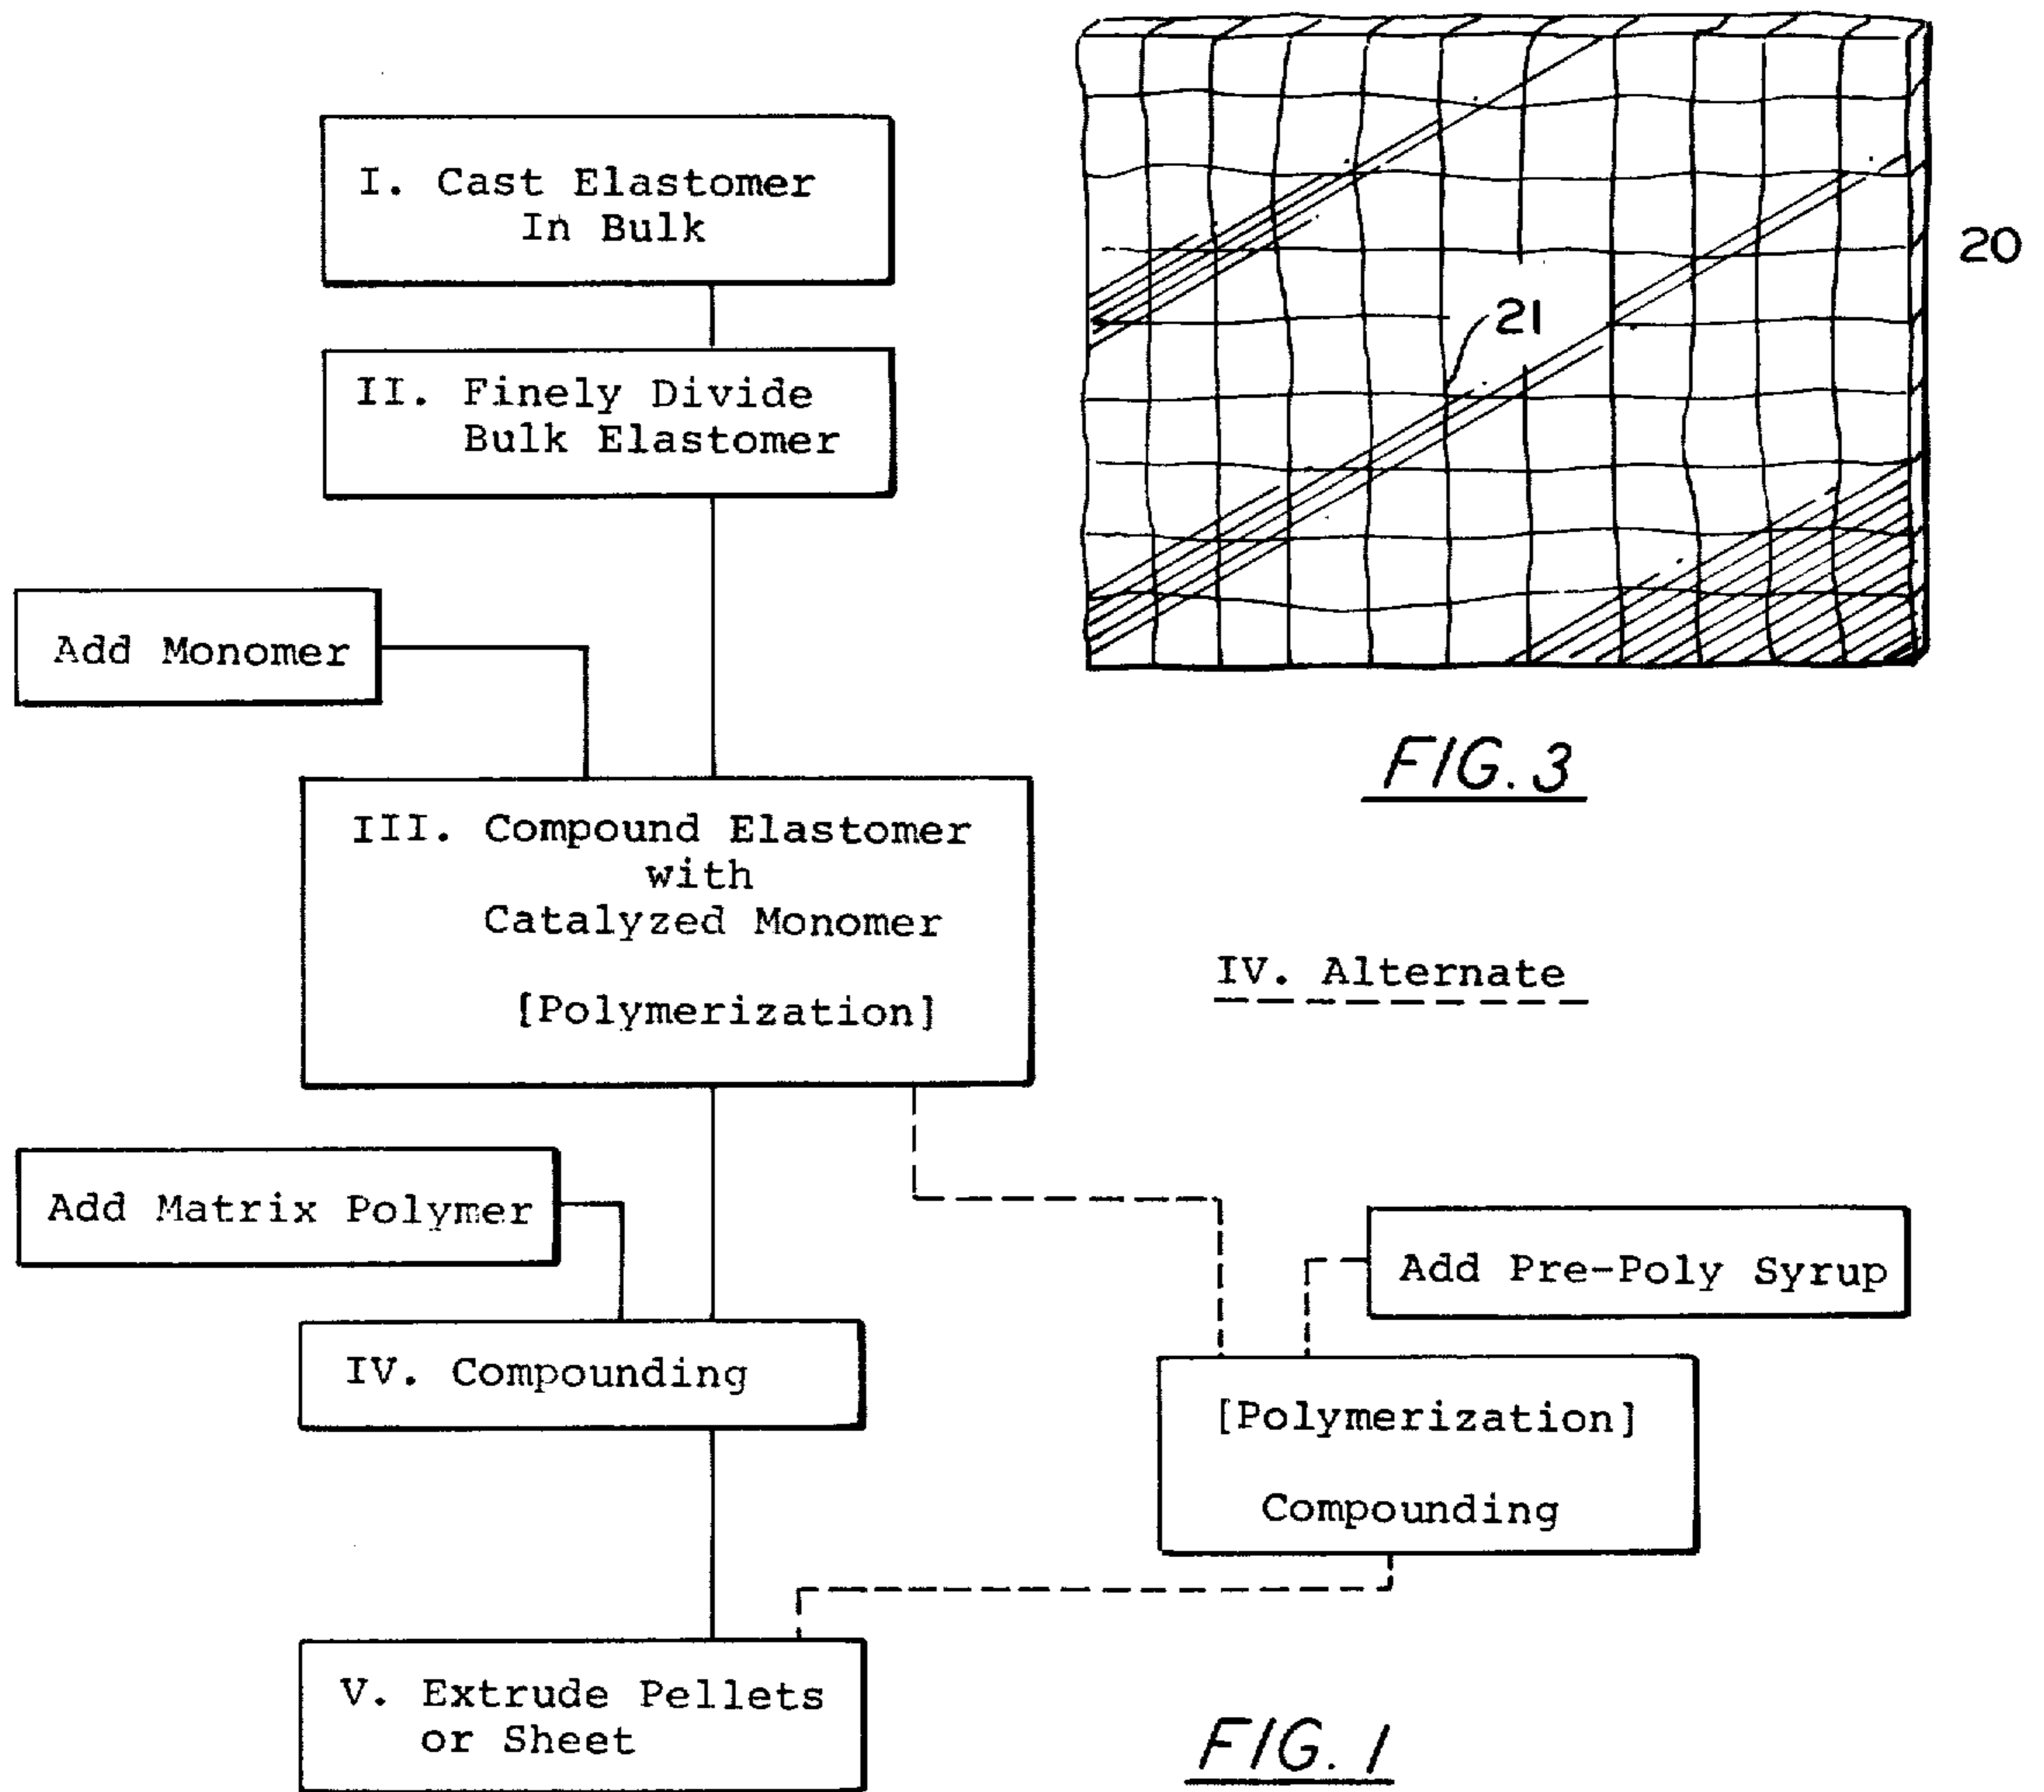 I. Cast Elastomer
In Bulk
II. Finely Divide
Bulk Elastomer
Add Monomer
III. Compound Elastomer
with
Catalyzed Monomer
[Polymerization]
Add Matrix Polymer
IV. Compounding
V. Extrude Pellets
or Sheet
20
21
FIG. 3
IV. Alternate
Add Pre-Poly Syrup
[Polymerization]
Compounding
FIG. 1